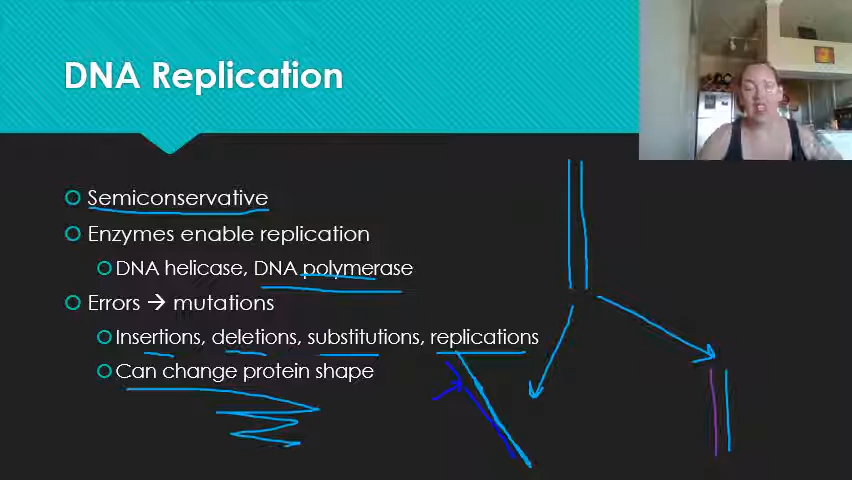 DNA Replication
Semiconservative
Enzymes enable replication
DNA helicase, DNA polymerase
Errors → mutations
Insertions, deletions, substitutions, replications
Can change protein shape